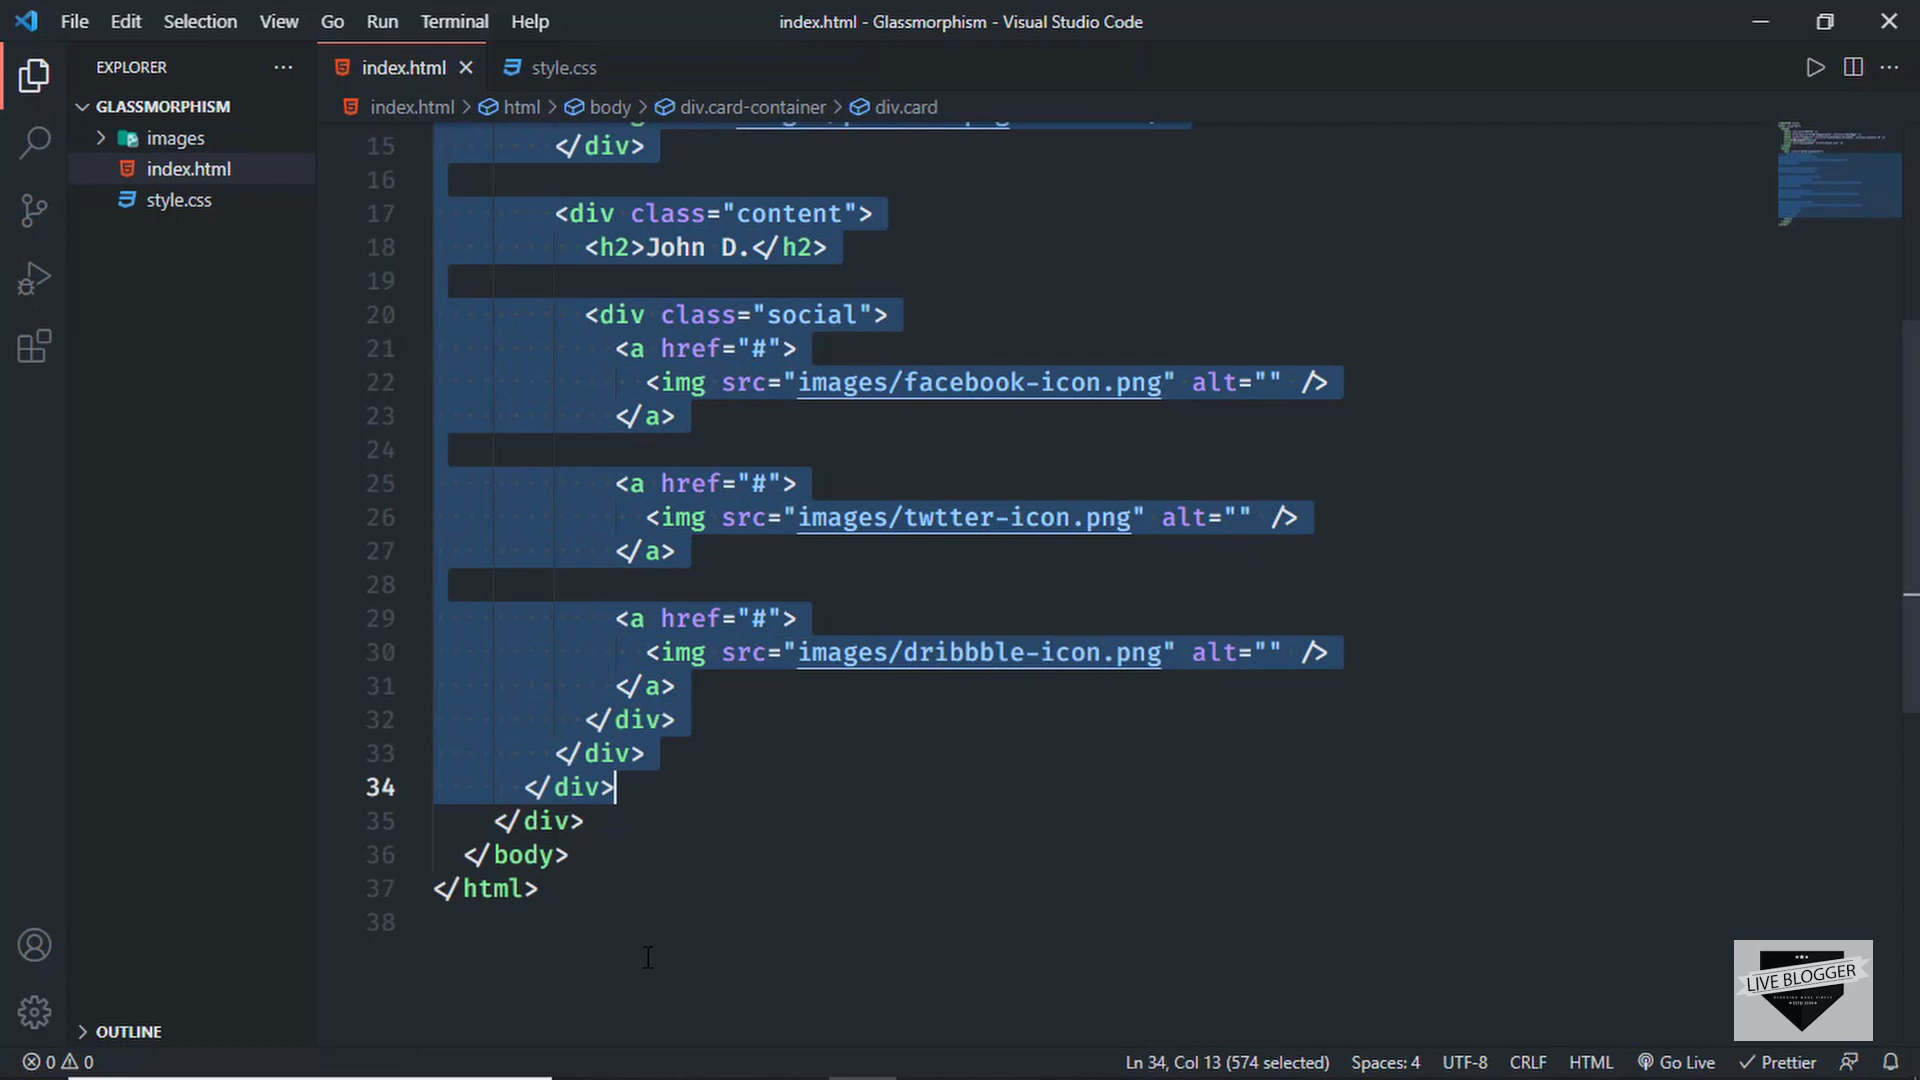 File Edit Selection View Go Run Terminal Help
index.html - Glassmorphism - Visual Studio Code
EXPLORER
index.html
style.css
GLASSMORPHISM
index.html > html > body > div.card-container > div.card
images
index.html
style.css
15 </div>
16
17 <div class="content">
18 <h2>John D.</h2>
19
20 <div class="social">
21 <a href="#">
22 <img src="images/facebook-icon.png" alt="" />
23 </a>
24
25 <a href="#">
26 <img src="images/twtter-icon.png" alt="" />
27 </a>
28
29 <a href="#">
30 <img src="images/dribbble-icon.png" alt="" />
31 </a>
32 </div>
33 </div>
34 </div>
35 </div>
36 </body>
37 </html>
38
LIVE BLOGGER
OUTLINE
0 0
Ln 34, Col 13 (574 selected) Spaces: 4 UTF-8 CRLF HTML Go Live Prettier